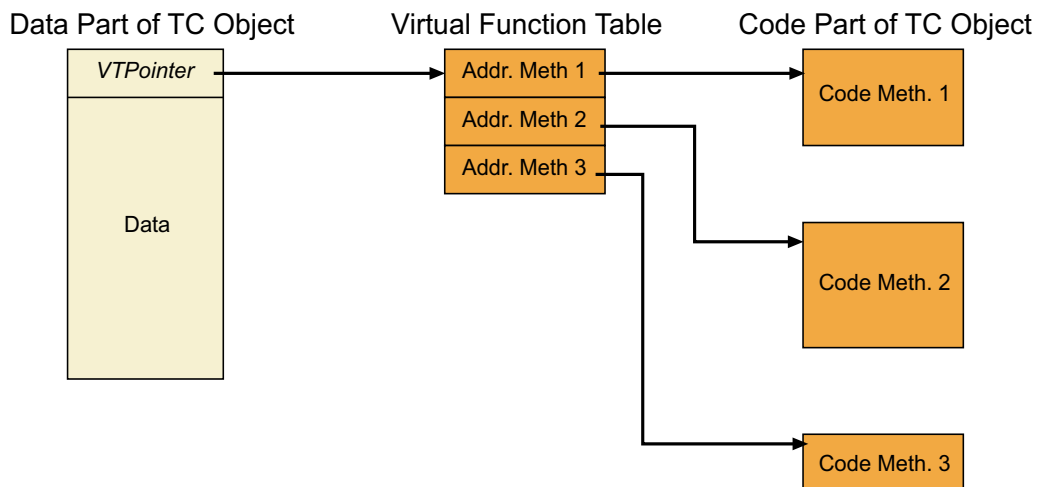 Data Part of TC Object
Virtual Function Table
Code Part of TC Object
VTPointer
Data
Addr. Meth 1
Addr. Meth 2
Addr. Meth 3
Code Meth. 1
Code Meth. 2
Code Meth. 3